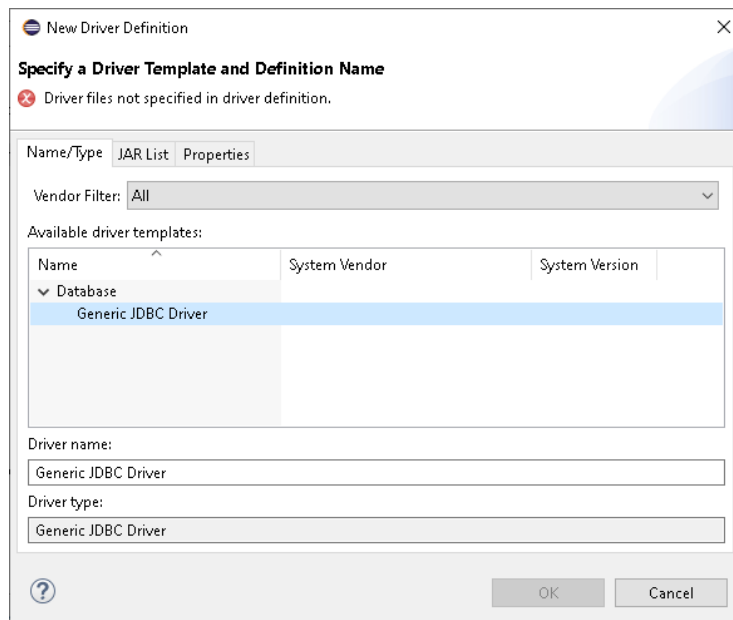 New Driver Definition
Specify a Driver Template and Definition Name
Driver files not specified in driver definition.
Name/Type JAR List Properties
Vendor Filter: All
Available driver templates:
Name System Vendor System Version
Database
Generic JDBC Driver
Driver name:
Generic JDBC Driver
Driver type:
Generic JDBC Driver
? OK Cancel